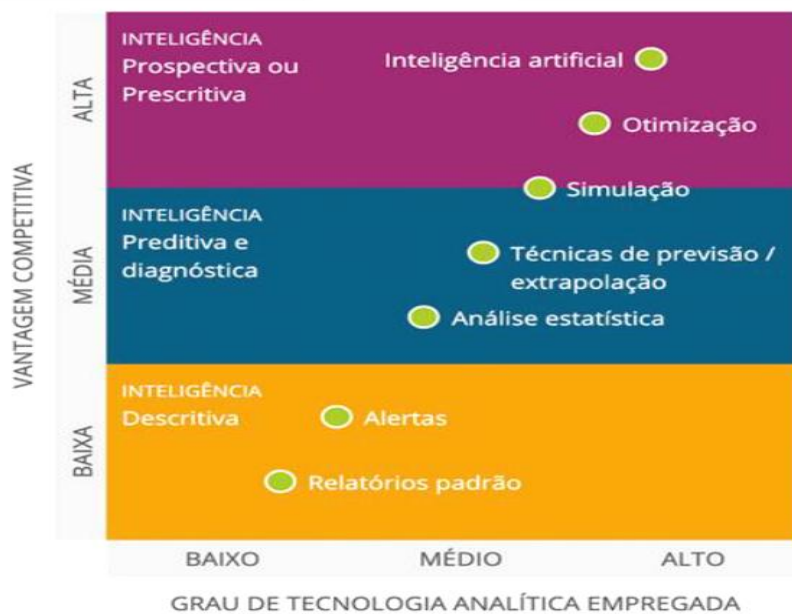 VANTAGEM COMPETITIVA
ALTA
INTELIGÊNCIA
Prospectiva ou
Prescritiva
Inteligência artificial
Otimização
Simulação
MÉDIA
INTELIGÊNCIA
Preditiva e
diagnóstica
Técnicas de previsão /
extrapolação
Análise estatística
BAIXA
INTELIGÊNCIA
Descritiva
Alertas
Relatórios padrão
BAIXO
MÉDIO
ALTO
GRAU DE TECNOLOGIA ANALÍTICA EMPREGADA